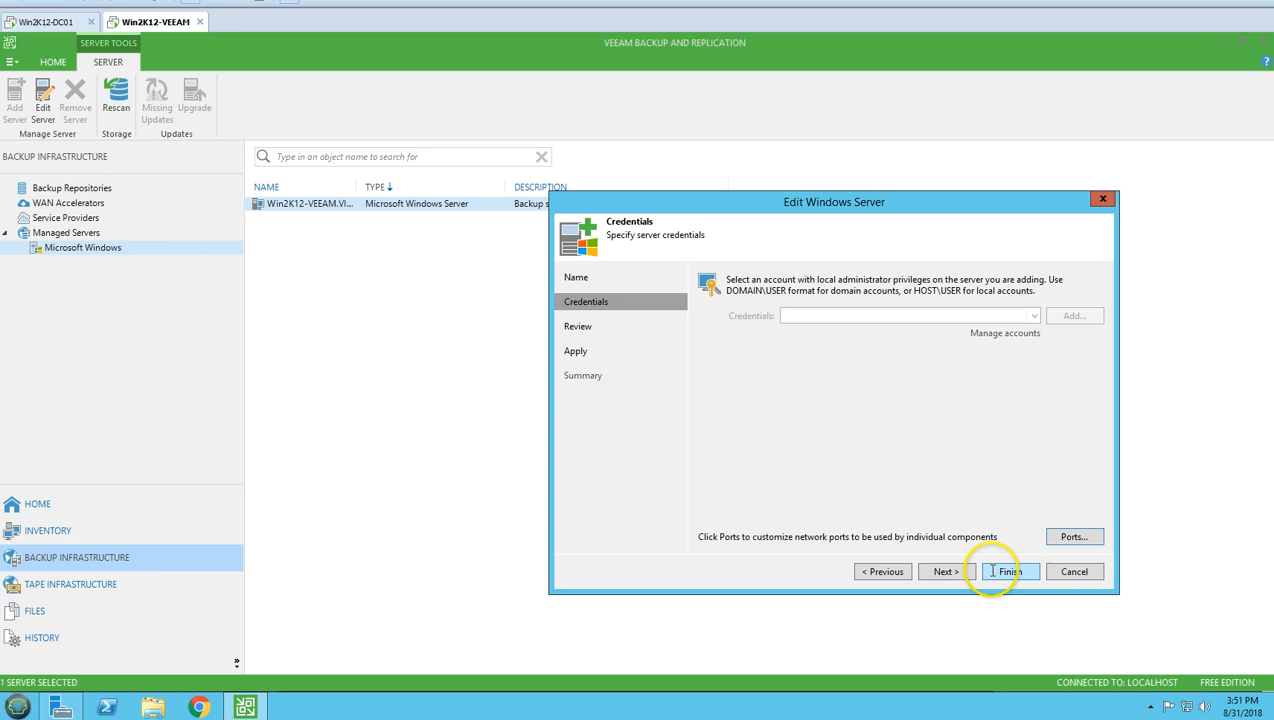 Win2K12-DC01
Win2K12-VEEAM
SERVER TOOLS
VEEAM BACKUP AND REPLICATION
HOME
SERVER
Add Server
Edit Server
Remove Server
Rescan
Missing Updates
Upgrade
Manage Server
Storage
Updates
BACKUP INFRASTRUCTURE
Type in an object name to search for
Backup Repositories
WAN Accelerators
Service Providers
Managed Servers
Microsoft Windows
NAME
TYPE
DESCRIPTION
Win2K12-VEEAM.VI...
Microsoft Windows Server
Backup s
Edit Windows Server
Credentials
Specify server credentials
Name
Credentials
Review
Apply
Summary
Select an account with local administrator privileges on the server you are adding. Use
DOMAIN\USER format for domain accounts, or HOST\USER for local accounts.
Credentials:
Add...
Manage accounts
Click Ports to customize network ports to be used by individual components
Ports...
< Previous
Next >
Finish
Cancel
HOME
INVENTORY
BACKUP INFRASTRUCTURE
TAPE INFRASTRUCTURE
FILES
HISTORY
1 SERVER SELECTED
CONNECTED TO: LOCALHOST
FREE EDITION
3:51 PM
8/31/2018